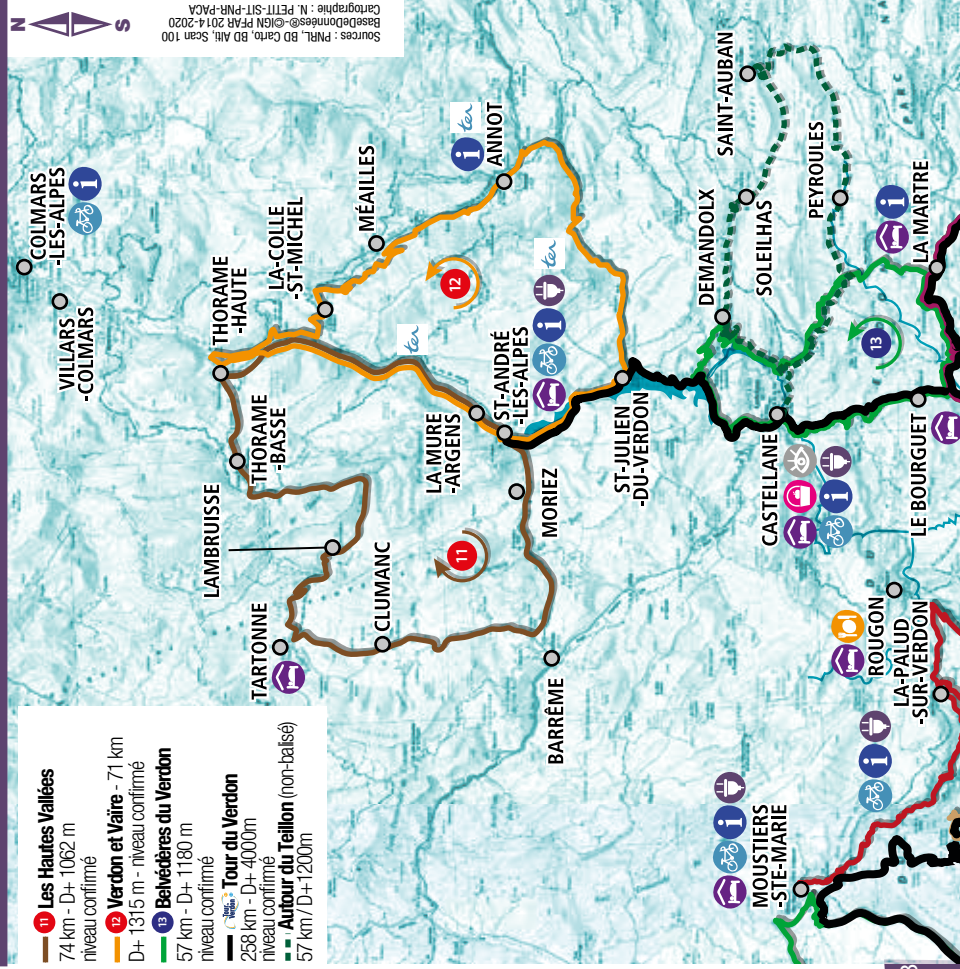 N
S
Sources : PNRL, BD Carto, BD Alti, Scan 100
BaseDeDonnées-®-©IGN PFAR 2014-2020
Cartographie : N. PETIT-SIT-PNR-PACA
COLMARS
-LES-ALPES
VILLARS
-COLMARS
THORAME
-HAUTE
LA-COLLE
-ST-MICHEL
MÉAILLES
ter
ANNOT
THORAME
-BASSE
LAMBRUISSE
ter
12
LA MURE
-ARGENS
ST-ANDRÉ
-LES-ALPES
ter
TARTONNE
CLUMANC
11
MORIEZ
BARRÊME
ST-JULIEN
-DU-VERDON
SAINT-AUBAN
DEMANDOLX
SOLEILHAS
PEYROULES
CASTELLANE
13
LA MARTRE
LE BOURGUET
ROUGON
LA-PALUD
-SUR-VERDON
MOUSTIERS
-STE-MARIE
11 Les Hautes Vallées
74 km - D+ 1062 m
niveau confirmé
12 Verdon et Vaïre - 71 km
D+ 1315 m - niveau confirmé
13 Belvédères du Verdon
57 km - D+ 1180 m
niveau confirmé
Tour du Verdon
258 km - D+ 4000m
niveau confirmé
Autour du Teillon (non-balisé)
57 km / D+1200m